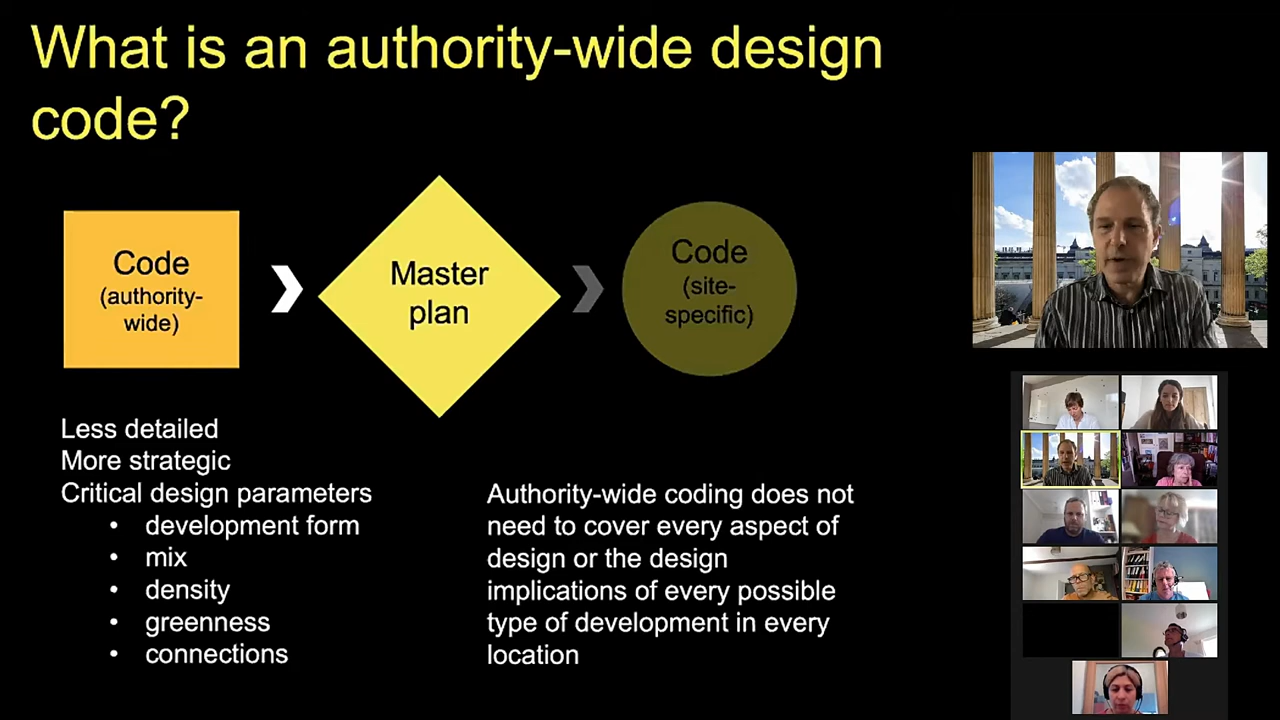 What is an authority-wide design
code?
Code
(authority-
wide)
Master
plan
Code
(site-
specific)
Less detailed
More strategic
Critical design parameters
• development form
• mix
• density
• greenness
• connections
Authority-wide coding does not
need to cover every aspect of
design or the design
implications of every possible
type of development in every
location